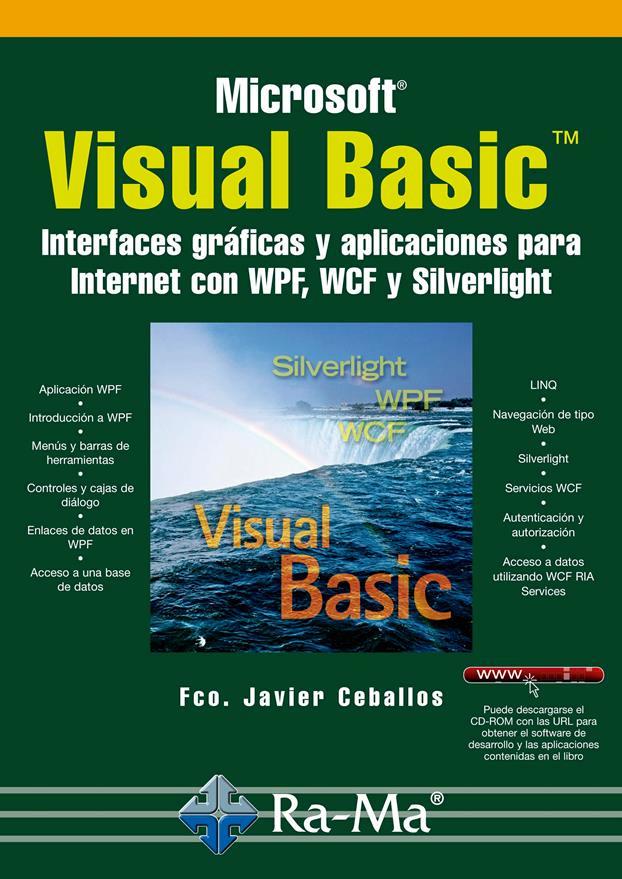 Microsoft®
Visual Basic™
Interfaces gráficas y aplicaciones para
Internet con WPF, WCF y Silverlight
Aplicación WPF
•
Introducción a WPF
•
Menús y barras de
herramientas
•
Controles y cajas de
diálogo
•
Enlaces de datos en
WPF
•
Acceso a una base
de datos
Silverlight
WPF
WCF
Visual
Basic
LINQ
•
Navegación de tipo
Web
•
Silverlight
•
Servicios WCF
•
Autenticación y
autorización
•
Acceso a datos
utilizando WCF RIA
Services
Fco. Javier Ceballos
www
Puede descargarse el
CD-ROM con las URL para
obtener el software de
desarrollo y las aplicaciones
contenidas en el libro
Ra-Ma®